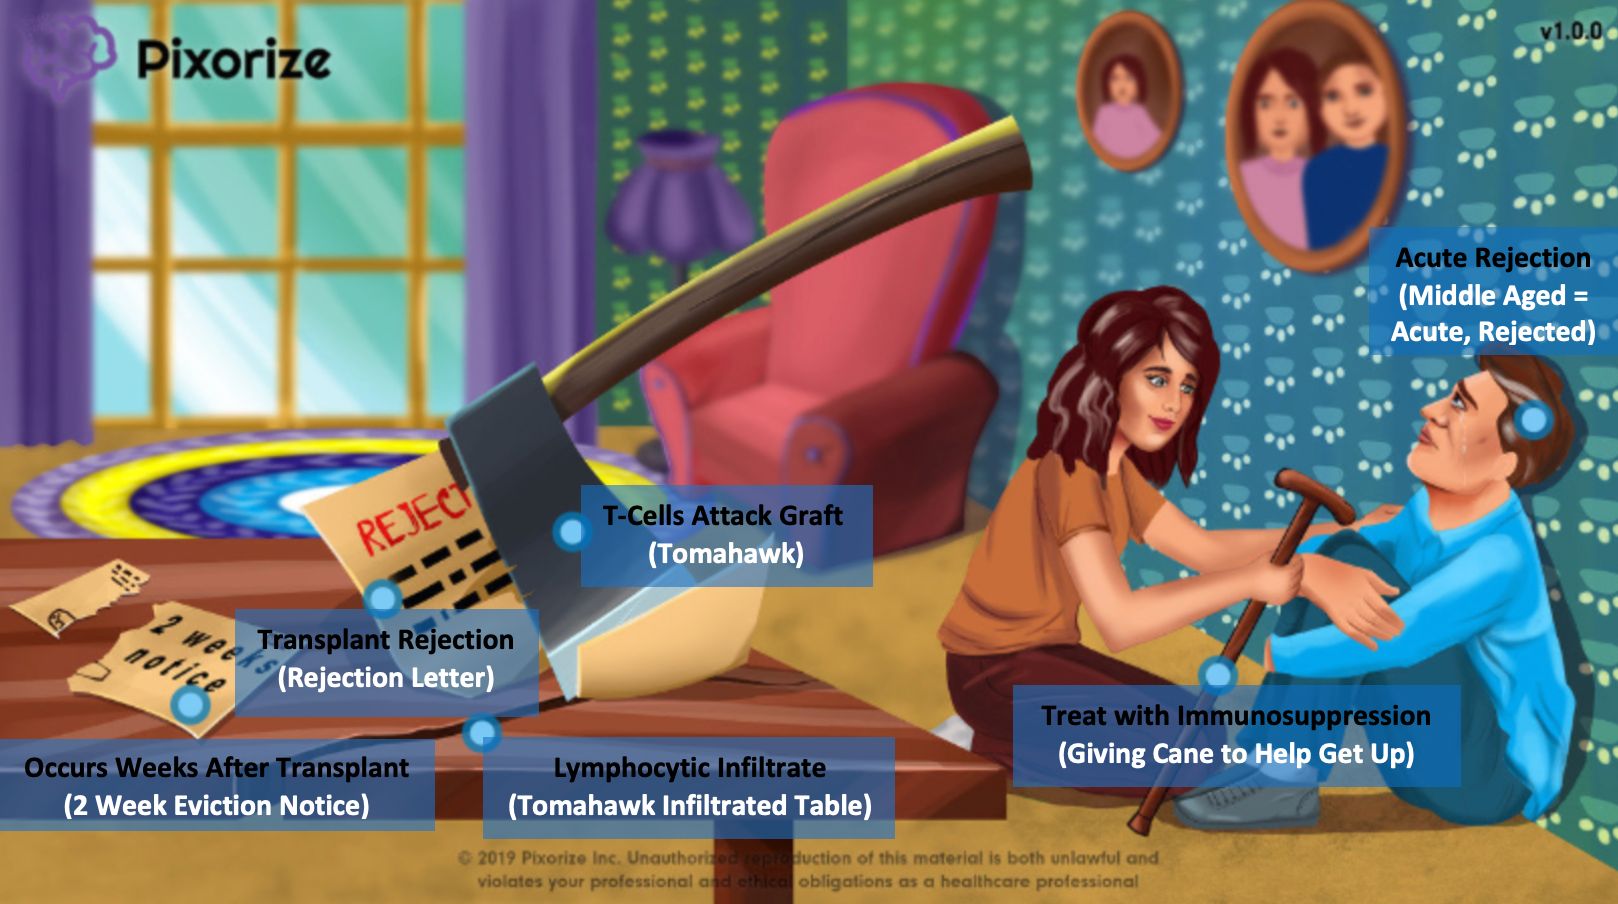 Pixorize
v1.0.0
Acute Rejection
(Middle Aged =
Acute, Rejected)
REJECT
T-Cells Attack Graft
(Tomahawk)
2 weeks
notice
Transplant Rejection
(Rejection Letter)
Treat with Immunosuppression
(Giving Cane to Help Get Up)
Occurs Weeks After Transplant
(2 Week Eviction Notice)
Lymphocytic Infiltrate
(Tomahawk Infiltrated Table)
© 2019 Pixorize Inc. Unauthorized reproduction of this material is both unlawful and
violates your professional and ethical obligations as a healthcare professional